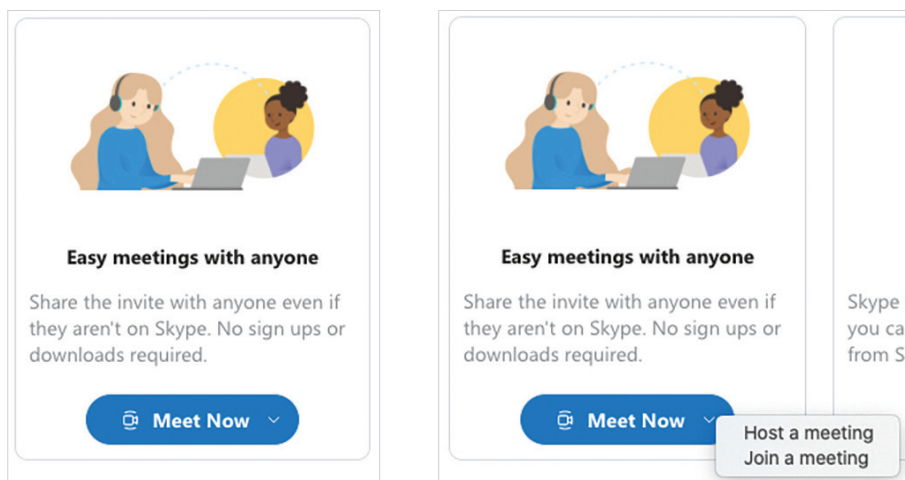 Easy meetings with anyone
Share the invite with anyone even if
they aren't on Skype. No sign ups or
downloads required.
Meet Now
Easy meetings with anyone
Share the invite with anyone even if
they aren't on Skype. No sign ups or
downloads required.
Meet Now
Host a meeting
Join a meeting
Skype
you ca
from S